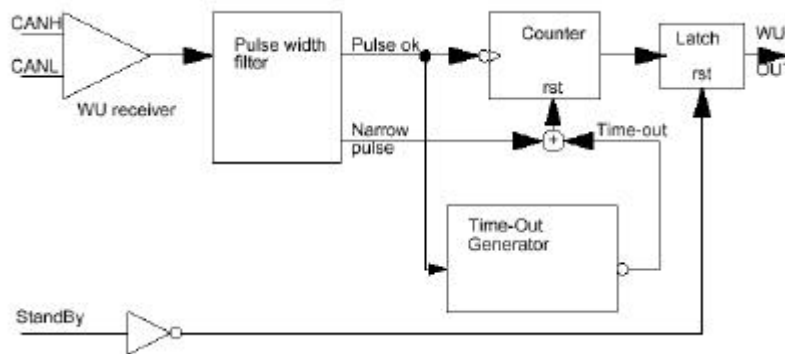 CANH
CANL
WU receiver
Pulse width
filter
Pulse ok
Narrow
pulse
Counter
rst
+
Time-out
Latch
rst
WU
OUT
Time-Out
Generator
StandBy